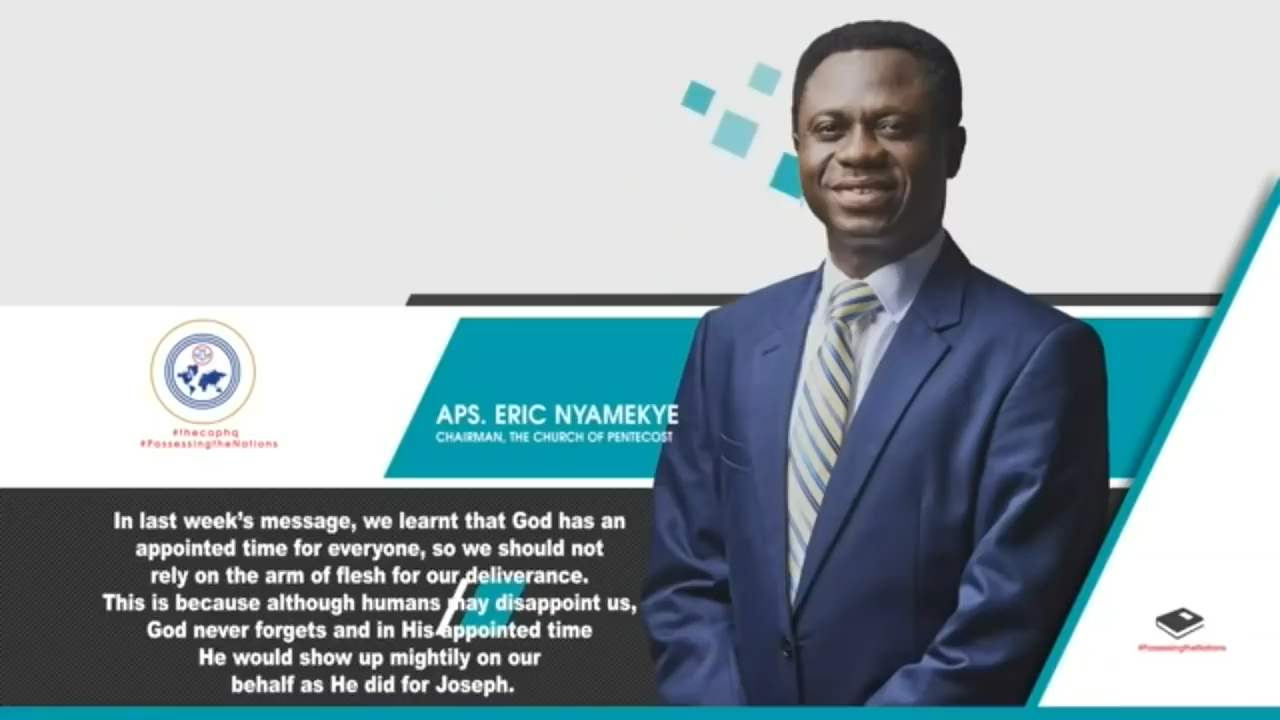 APS. ERIC NYAMEKYE
CHAIRMAN, THE CHURCH OF PENTECOST
#thecophq
#PossessingtheNations
In last week's message, we learnt that God has an
appointed time for everyone, so we should not
rely on the arm of flesh for our deliverance.
This is because although humans may disappoint us,
God never forgets and in His appointed time
He would show up mightily on our
behalf as He did for Joseph.
#PossessingtheNations